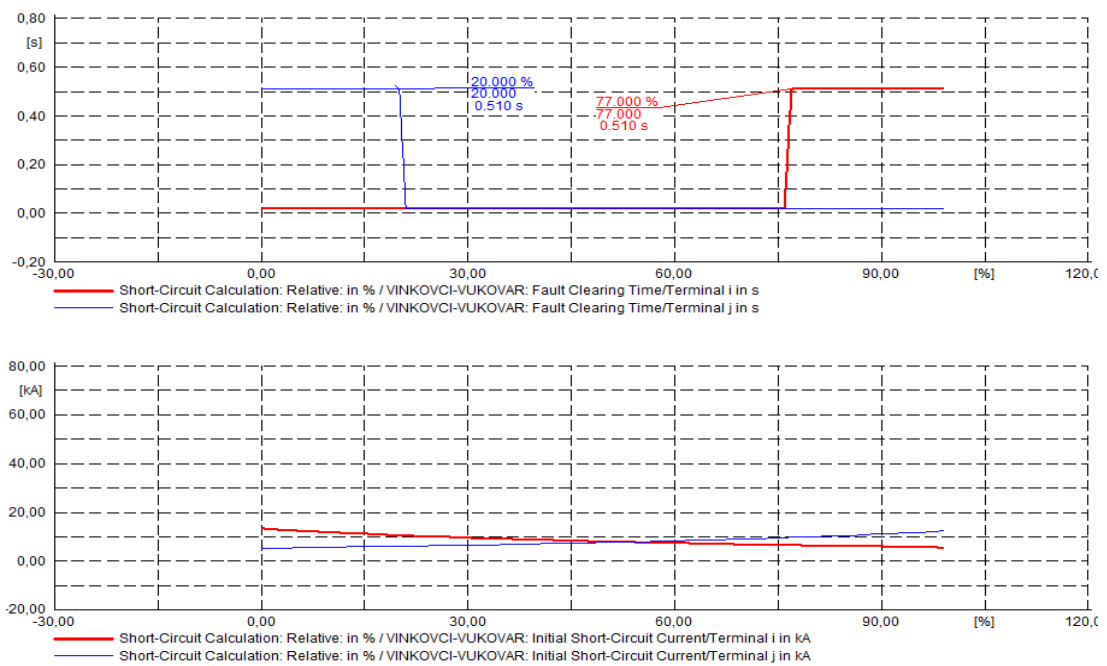 0,80
[s]
0,60
0,40
0,20
0,00
-0,20
20.000 %
20.000
0.510 s
77.000 %
77.000
0.510 s
-30,00 0,00 30,00 60,00 90,00 [%] 120,0
Short-Circuit Calculation: Relative: in % / VINKOVCI-VUKOVAR: Fault Clearing Time/Terminal i in s
Short-Circuit Calculation: Relative: in % / VINKOVCI-VUKOVAR: Fault Clearing Time/Terminal j in s
80,00
[kA]
60,00
40,00
20,00
0,00
-20,00
-30,00 0,00 30,00 60,00 90,00 [%] 120,0
Short-Circuit Calculation: Relative: in % / VINKOVCI-VUKOVAR: Initial Short-Circuit Current/Terminal i in kA
Short-Circuit Calculation: Relative: in % / VINKOVCI-VUKOVAR: Initial Short-Circuit Current/Terminal j in kA